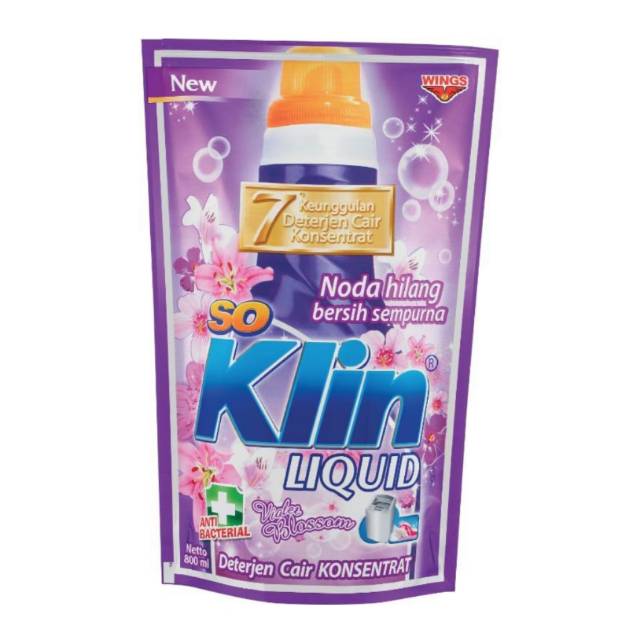 New
WINGS
7 Keunggulan
Deterjen Cair
Konsentrat
Noda hilang
bersih sempurna
SO
Klin®
LIQUID
ANTI
BACTERIAL
Violet
Blossom
Netto
800 ml
Deterjen Cair KONSENTRAT